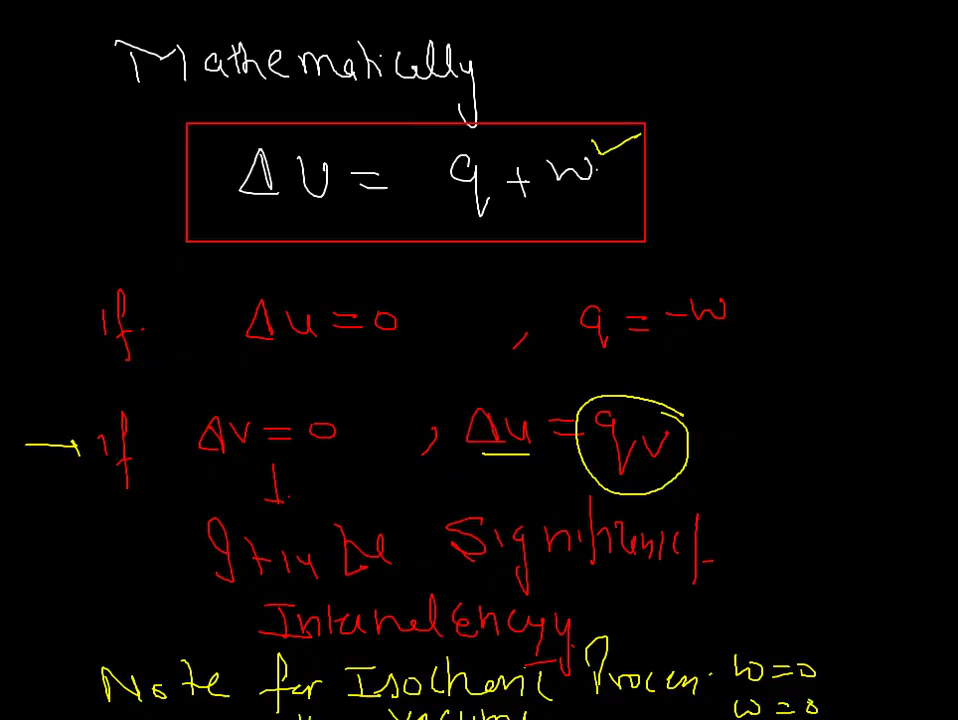 Mathematically
ΔU = q + w
If ΔU = 0 , q = -w
→ If ΔV = 0 , ΔU = qv
It is the Significance
Internal Energy
Note for Isochoric Process. W = 0
W = 0